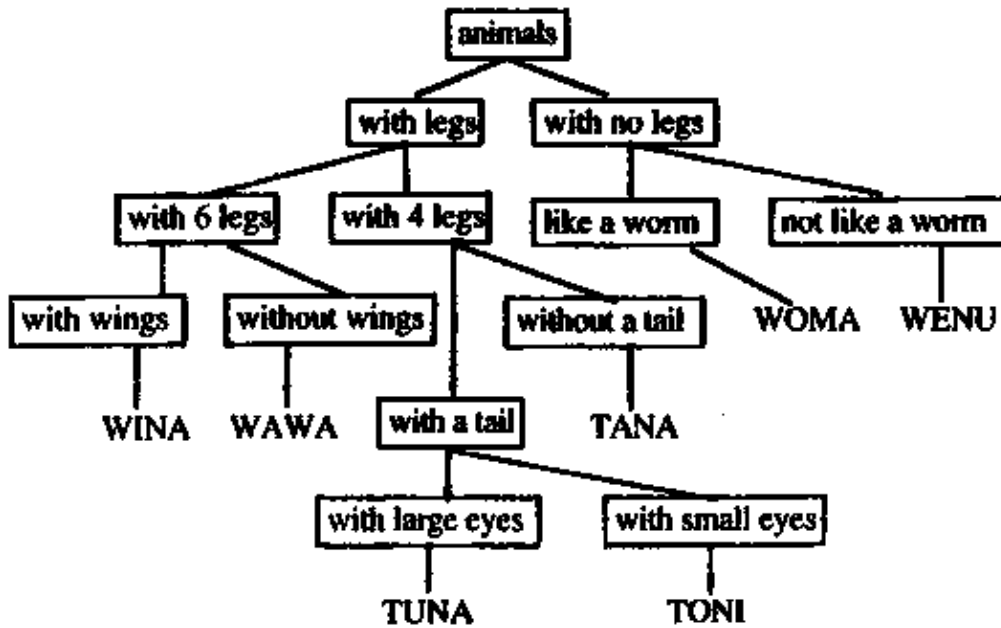 animals
with legs
with no legs
with 6 legs
with 4 legs
like a worm
not like a worm
with wings
without wings
without a tail
WOMA
WENU
WINA
WAWA
with a tail
TANA
with large eyes
with small eyes
TUNA
TONI